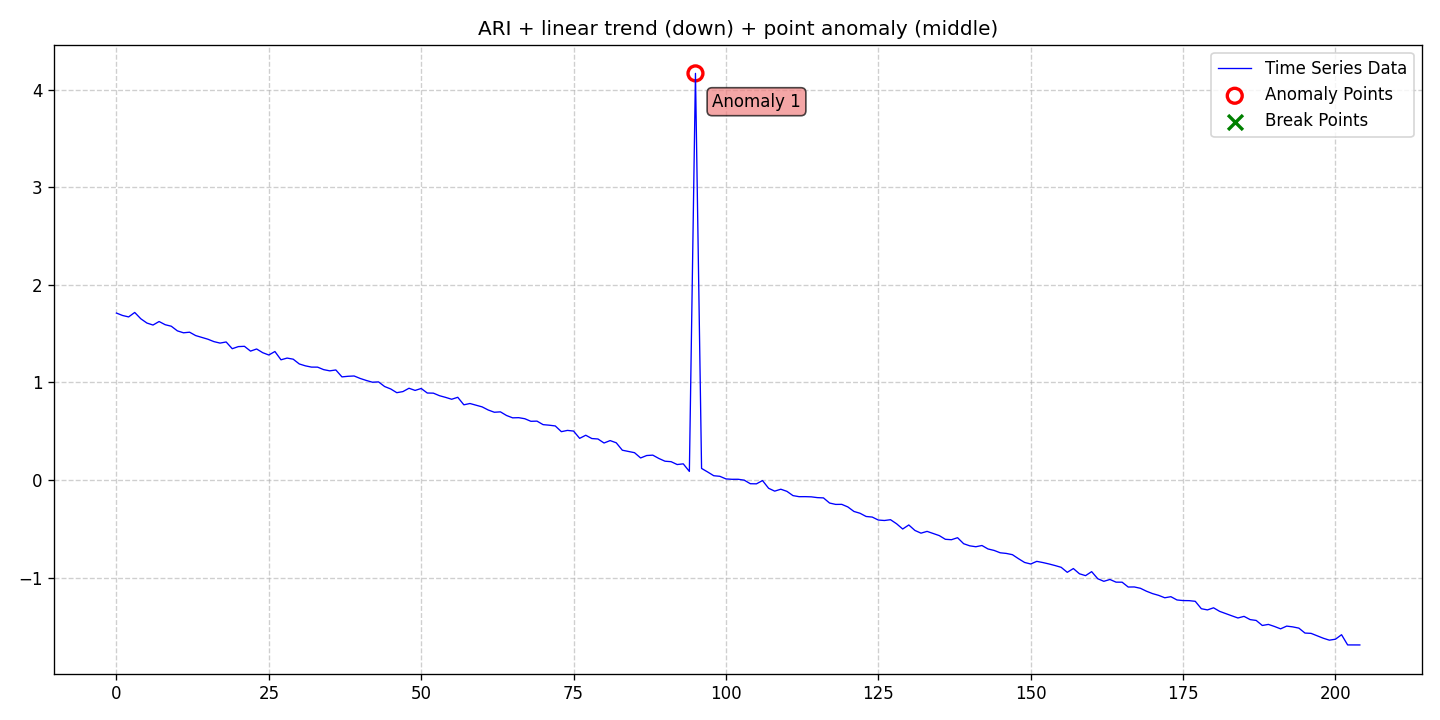 ARI + linear trend (down) + point anomaly (middle)
Time Series Data
Anomaly Points
Break Points
Anomaly 1
4
3
2
1
0
−1
0 25 50 75 100 125 150 175 200